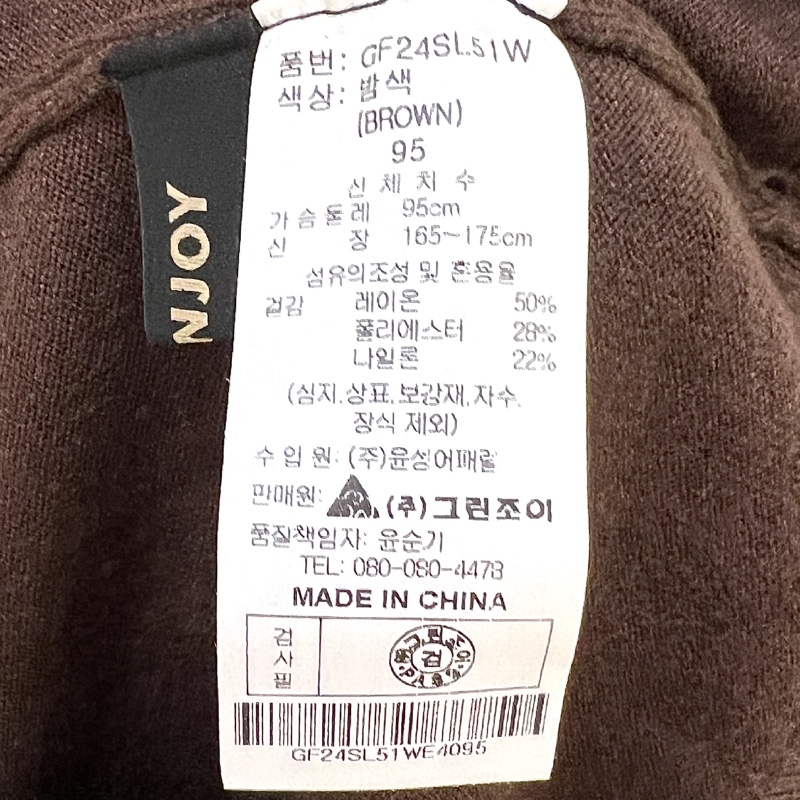 품번: GF24SL51W
색상: 밤색
(BROWN)
95
신 체 치 수
가 슴 둘 레 95cm
신 장 165~175cm
섬유의조성 및 혼용율
겉감 레이온 50%
폴리에스터 28%
나일론 22%
(심지.상표.보강재.자수.
장식 제외)
수 입 원: (주)윤성어패럴
판매원: (주)그린조이
품질책임자: 윤순기
TEL: 080-080-4478
MADE IN CHINA
검
사
필
검
GF24SL51WE4095
NJOY